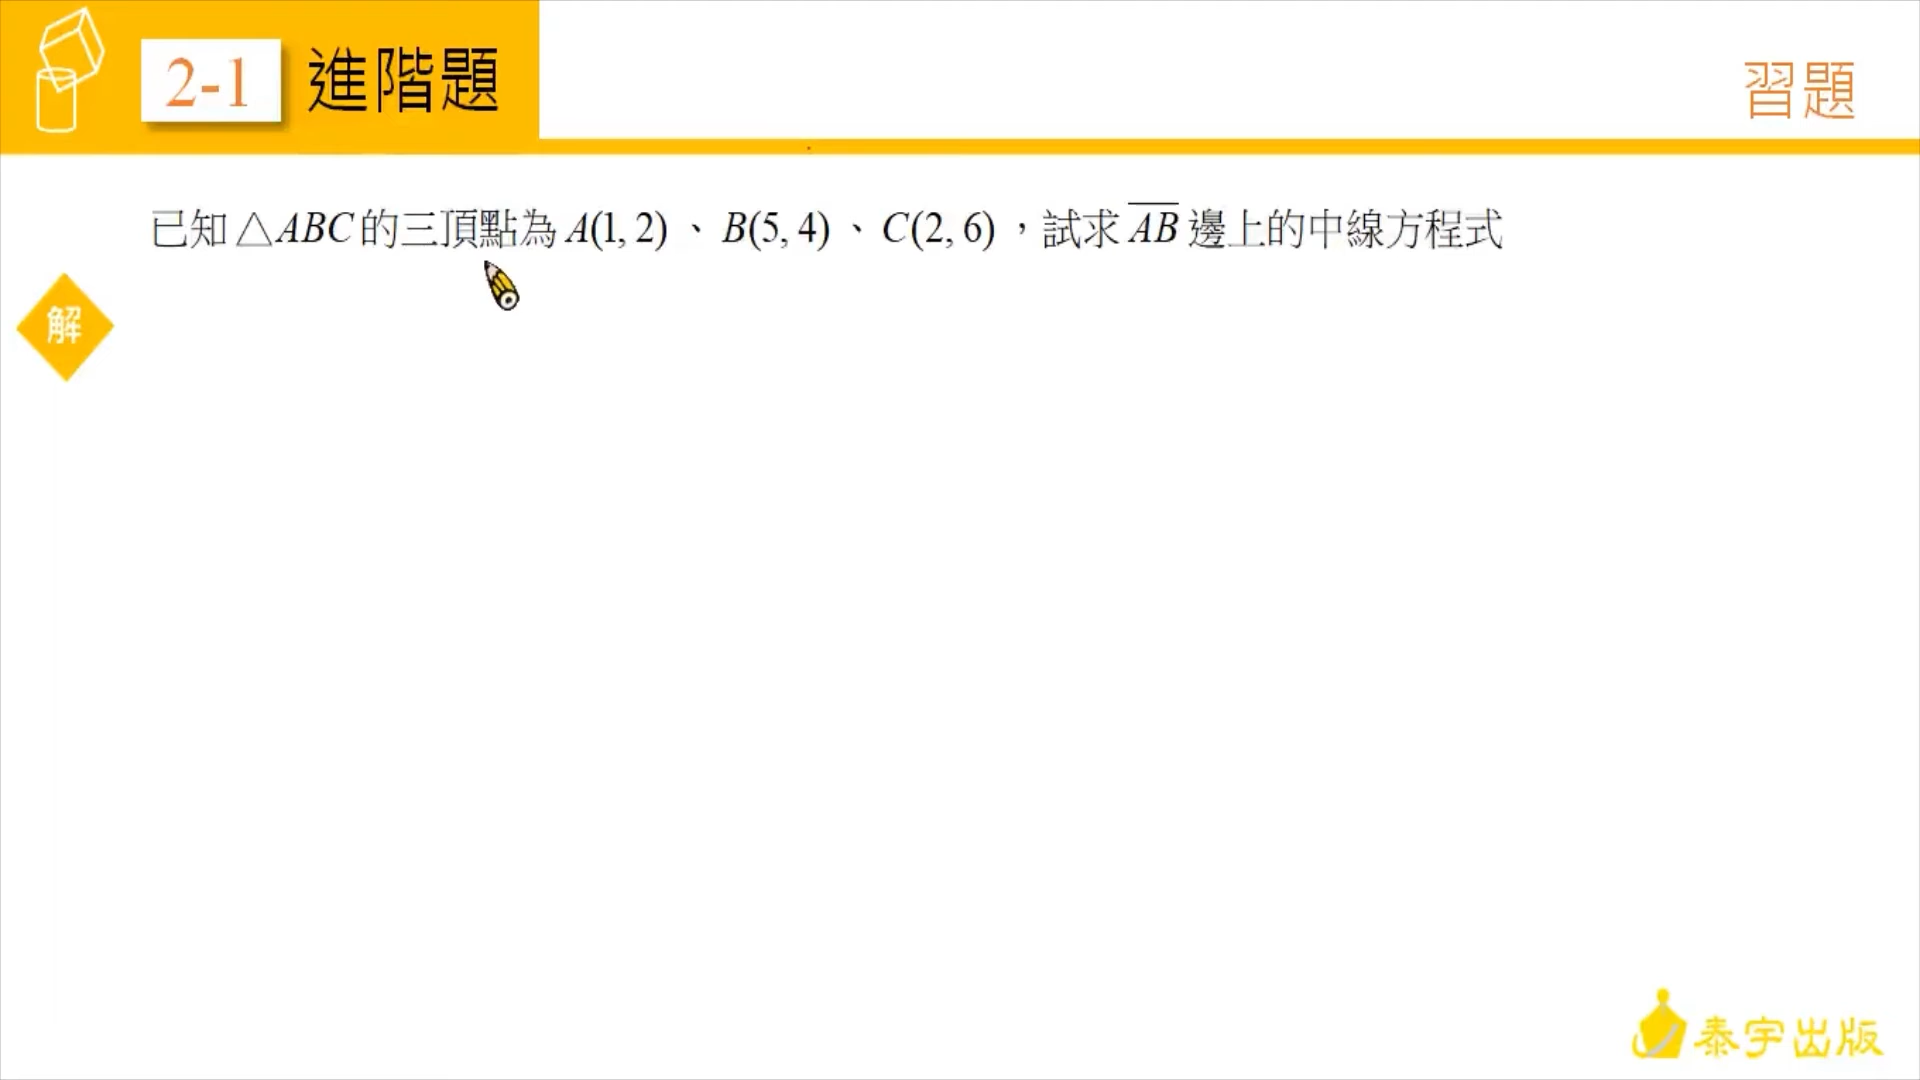 2-1 進階題
習題
已知△ABC的三頂點為A(1, 2)、B(5, 4)、C(2, 6)，試求 \overline{AB} 邊上的中線方程式
解
泰宇出版